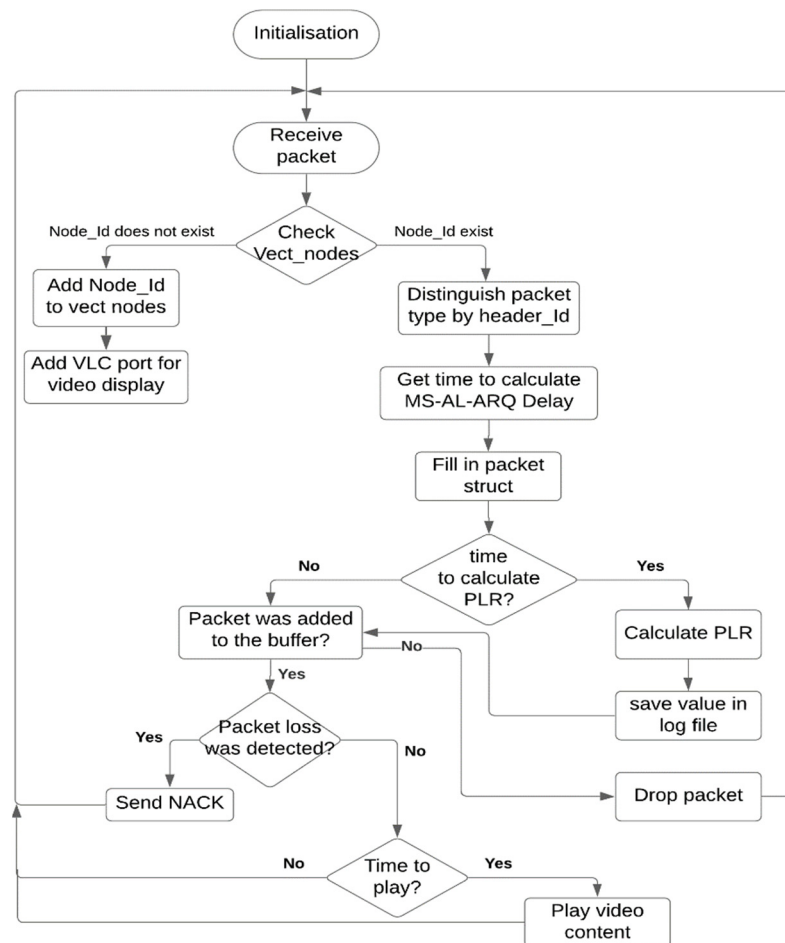 Initialisation
Receive
packet
Node_Id does not exist
Check
Vect_nodes
Node_Id exist
Add Node_Id
to vect nodes
Distinguish packet
type by header_Id
Add VLC port for
video display
Get time to calculate
MS-AL-ARQ Delay
Fill in packet
struct
No
time
to calculate
PLR?
Yes
Packet was added
to the buffer?
Calculate PLR
No
Yes
save value in
log file
Yes
Packet loss
was detected?
No
Send NACK
Drop packet
No
Time to
play?
Yes
Play video
content